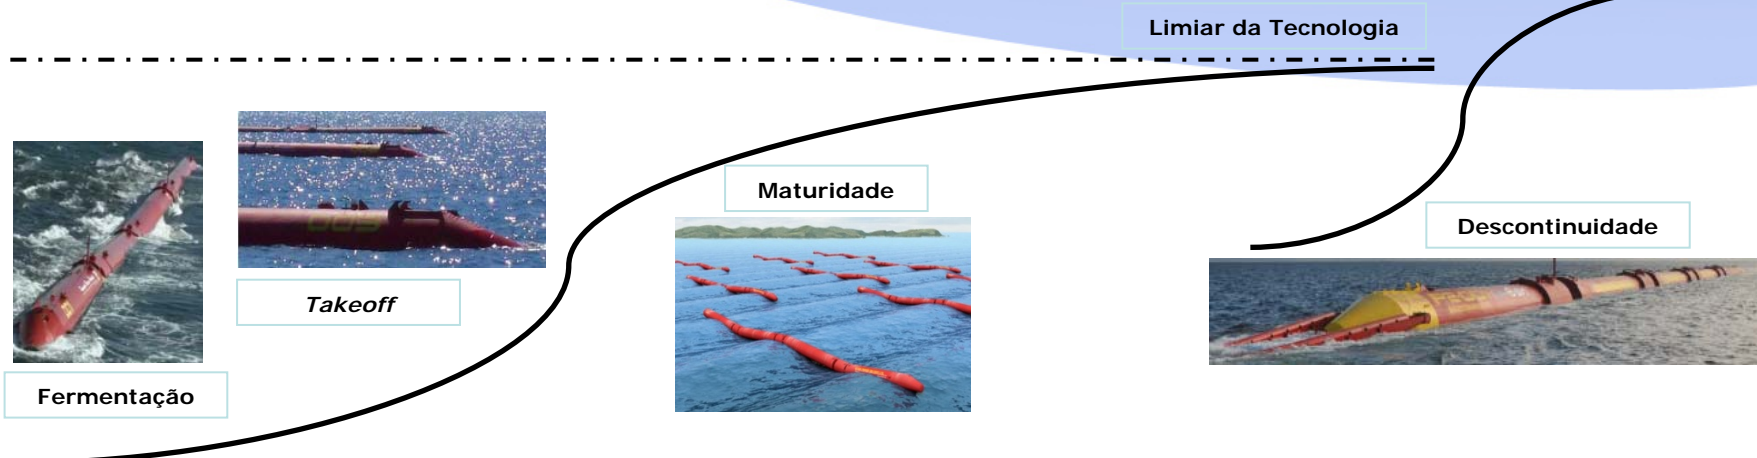 Limiar da Tecnologia
Maturidade
Descontinuidade
Takeoff
Fermentação